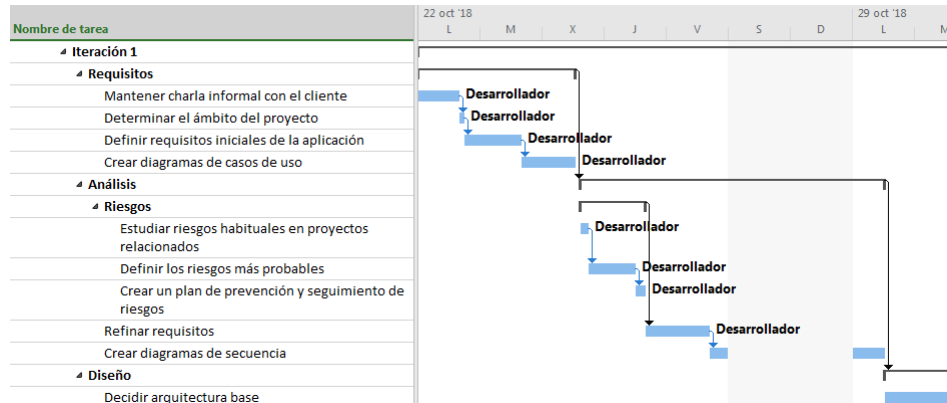 22 oct '18 29 oct '18
Nombre de tarea L M X J V S D L M
Iteración 1
Requisitos
Mantener charla informal con el cliente Desarrollador
Determinar el ámbito del proyecto Desarrollador
Definir requisitos iniciales de la aplicación Desarrollador
Crear diagramas de casos de uso Desarrollador
Análisis
Riesgos
Estudiar riesgos habituales en proyectos Desarrollador
relacionados
Definir los riesgos más probables Desarrollador
Crear un plan de prevención y seguimiento de Desarrollador
riesgos
Refinar requisitos Desarrollador
Crear diagramas de secuencia
Diseño
Decidir arquitectura base